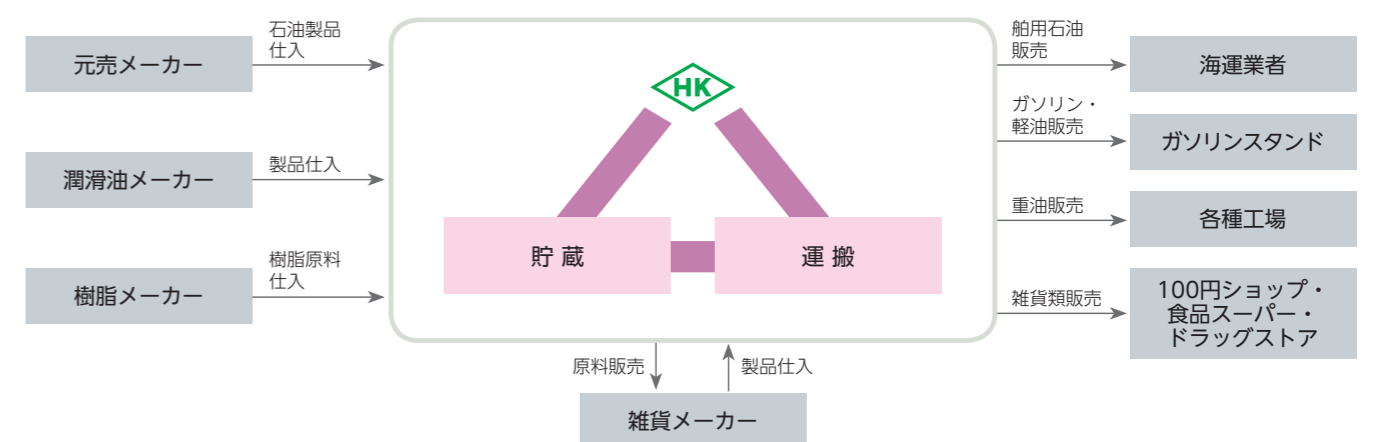 元売メーカー
石油製品
仕入
潤滑油メーカー
製品仕入
樹脂メーカー
樹脂原料
仕入
HK
貯蔵
運搬
原料販売
製品仕入
雑貨メーカー
舶用石油
販売
海運業者
ガソリン・
軽油販売
ガソリンスタンド
重油販売
各種工場
雑貨類販売
100円ショップ・
食品スーパー・
ドラッグストア